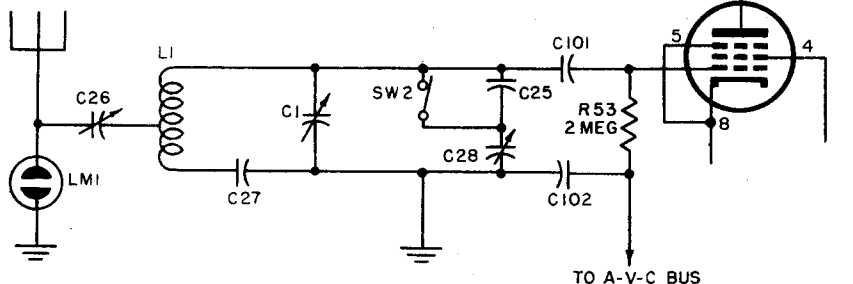 L1
C101
5
4
C26
SW2
C25
C1
R53
2 MEG
8
C28
LM1
C27
C102
TO A-V-C BUS